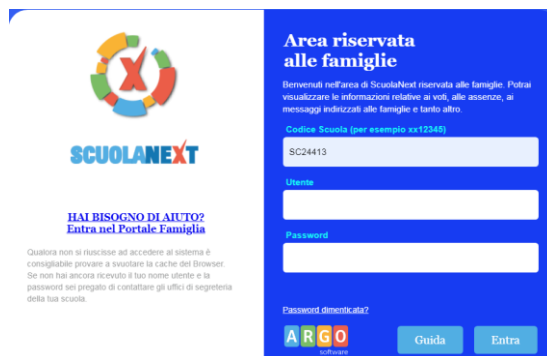 SCUOLANEXT
HAI BISOGNO DI AIUTO?
Entra nel Portale Famiglia
Qualora non si riuscisse ad accedere al sistema è
consigliabile provare a svuotare la cache del Browser.
Se non hai ancora ricevuto il tuo nome utente e la
password sei pregato di contattare gli uffici di segreteria
della tua scuola.
Area riservata
alle famiglie
Benvenuti nell'area di ScuolaNext riservata alle famiglie. Potrai
visualizzare le informazioni relative ai voti, alle assenze, ai
messaggi indirizzati alle famiglie e tanto altro.
Codice Scuola (per esempio xx12345)
SC24413
Utente
Password
Password dimenticata?
ARGO
software
Guida
Entra